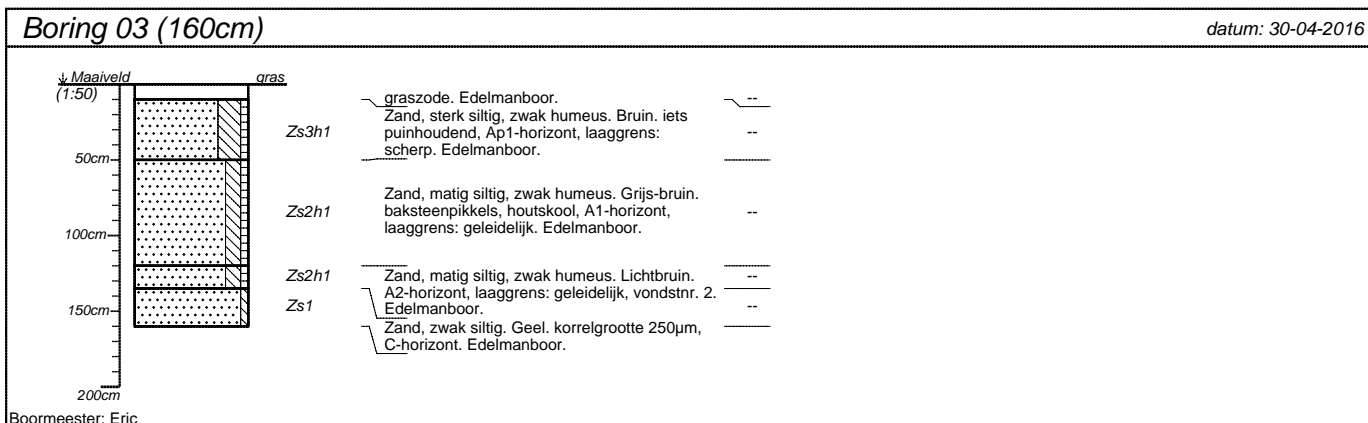 Boring 03 (160cm)
datum: 30-04-2016
Maaiveld
gras
(1:50)
graszode. Edelmanboor.
--
Zs3h1
Zand, sterk siltig, zwak humeus. Bruin. iets
puinhoudend, Ap1-horizont, laaggrens:
scherp. Edelmanboor.
--
50cm
Zs2h1
Zand, matig siltig, zwak humeus. Grijs-bruin.
baksteenpikkels, houtskool, A1-horizont,
laaggrens: geleidelijk. Edelmanboor.
--
100cm
Zs2h1
Zand, matig siltig, zwak humeus. Lichtbruin.
A2-horizont, laaggrens: geleidelijk, vondstnr. 2.
Edelmanboor.
--
150cm
Zs1
Zand, zwak siltig. Geel. korrelgrootte 250µm,
C-horizont. Edelmanboor.
--
200cm
Boormeester: Eric